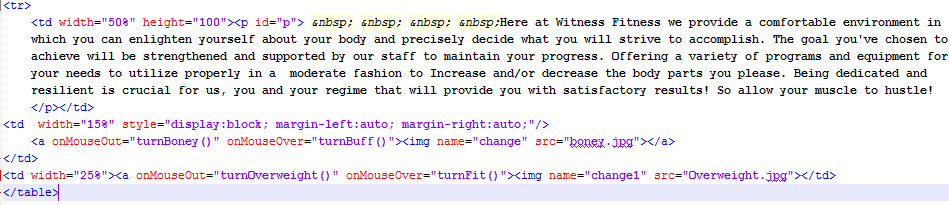 <tr>
<td width="50%" height="100"><p id="p"> &nbsp; &nbsp; &nbsp; &nbsp;Here at Witness Fitness we provide a comfortable environment in
which you can enlighten yourself about your body and precisely decide what you will strive to accomplish. The goal you've chosen to
achieve will be strengthened and supported by our staff to maintain your progress. Offering a variety of programs and equipment for
your needs to utilize properly in a  moderate fashion to Increase and/or decrease the body parts you please. Being dedicated and
resilient is crucial for us, you and your regime that will provide you with satisfactory results! So allow your muscle to hustle!
</p></td>
<td  width="15%" style="display:block; margin-left:auto; margin-right:auto;"/>
<a onMouseOut="turnBoney()" onMouseOver="turnBuff()"><img name="change" src="boney.jpg"></a>
</td>
<td width="25%"><a onMouseOut="turnOverweight()" onMouseOver="turnFit()"><img name="change1" src="Overweight.jpg"></td>
</table>